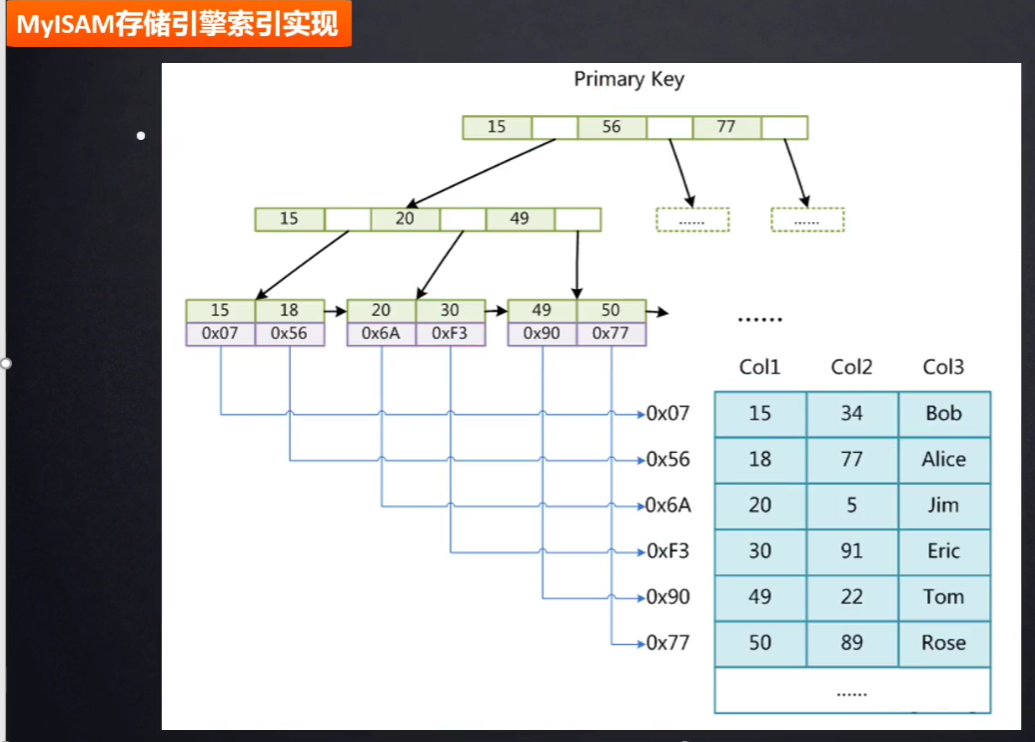 MyISAM存储引擎索引实现
Primary Key
15 56 77
15 20 49
...... ......
15 18 20 30 49 50
0x07 0x56 0x6A 0xF3 0x90 0x77
......
Col1 Col2 Col3
0x07 15 34 Bob
0x56 18 77 Alice
0x6A 20 5 Jim
0xF3 30 91 Eric
0x90 49 22 Tom
0x77 50 89 Rose
......